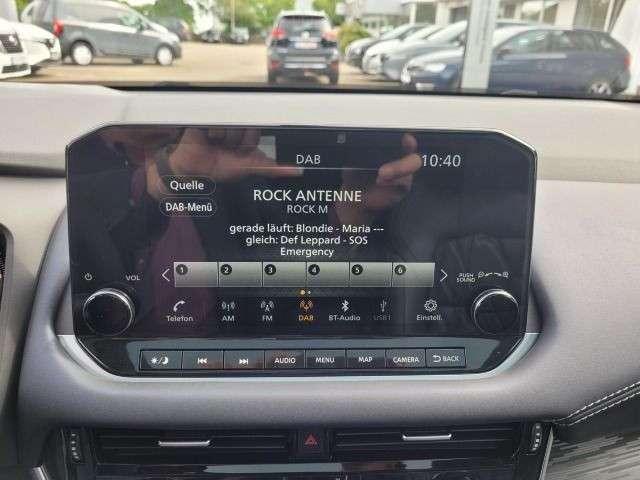 DAB
10:40
Quelle
DAB-Menü
ROCK ANTENNE
ROCK M
gerade läuft: Blondie - Maria ---
gleich: Def Leppard - SOS
Emergency
VOL
1 2 3 4 5 6
PUSH
SOUND
Telefon AM FM DAB BT-Audio USB1 Einstell.
AUDIO MENU MAP CAMERA BACK